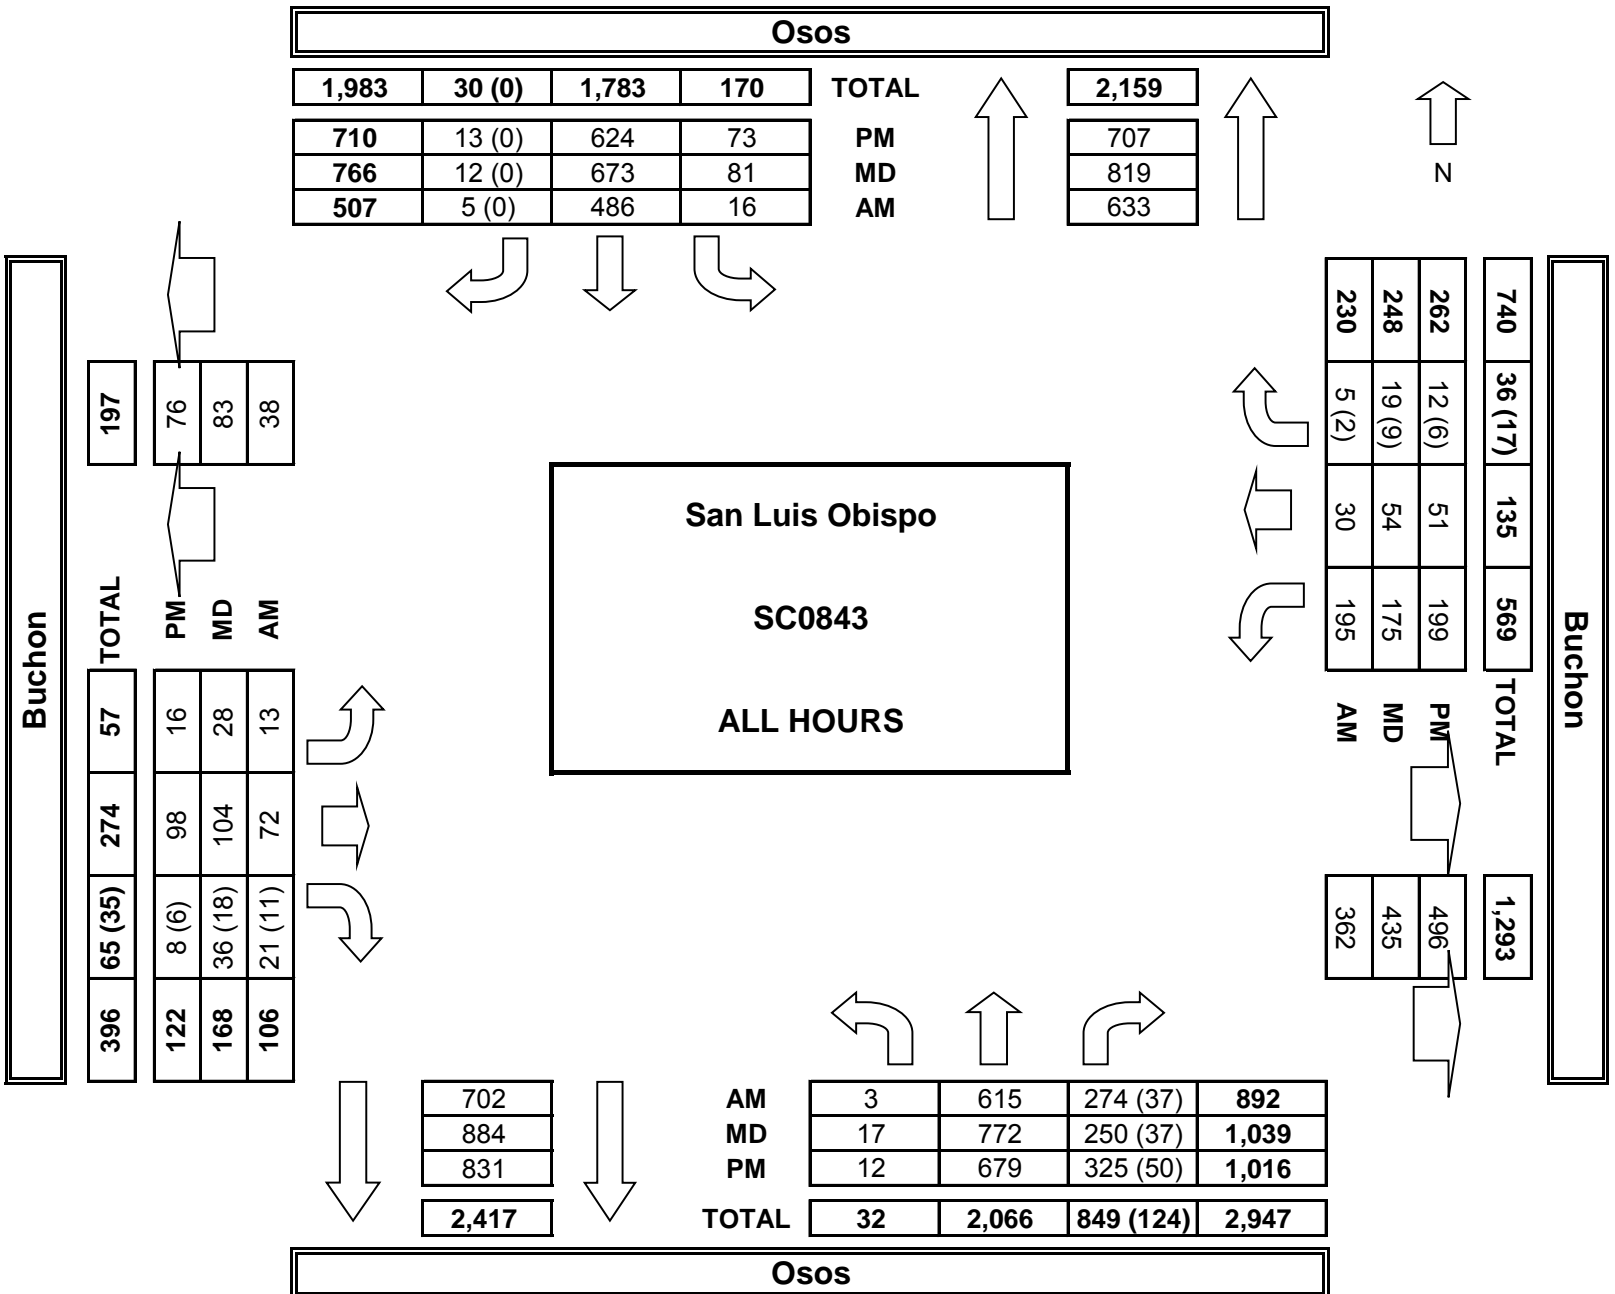 Osos
1,983 30 (0) 1,783 170 TOTAL 2,159
710 13 (0) 624 73 PM 707
766 12 (0) 673 81 MD 819
507 5 (0) 486 16 AM 633
N
Buchon
197 76 83 38
TOTAL PM MD AM
57 16 28 13
274 98 104 72
65 (35) 8 (6) 36 (18) 21 (11)
396 122 168 106
San Luis Obispo
SC0843
ALL HOURS
230 248 262 740
5 (2) 19 (9) 12 (6) 36 (17)
30 54 51 135
195 175 199 569
AM MD PM TOTAL
362 435 496 1,293
Buchon
702 AM 3 615 274 (37) 892
884 MD 17 772 250 (37) 1,039
831 PM 12 679 325 (50) 1,016
2,417 TOTAL 32 2,066 849 (124) 2,947
Osos